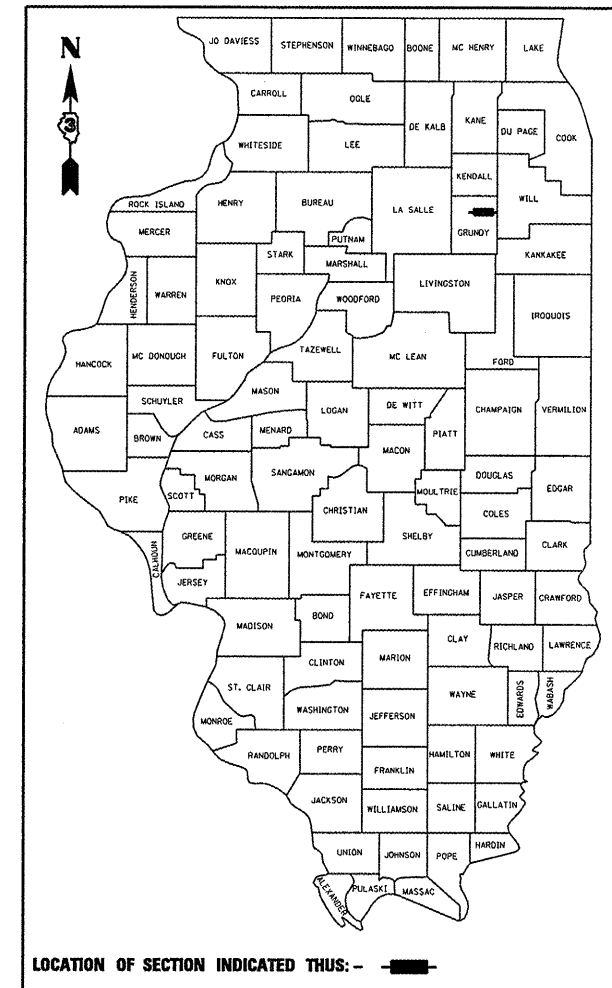 N
3
JO DAVIESS STEPHENSON WINNEBAGO BOONE MC HENRY LAKE
CARROLL OGLE DE KALB KANE DU PAGE COOK
WHITESIDE LEE KENDALL WILL
ROCK ISLAND HENRY BUREAU LA SALLE GRUNDY
MERCER PUTNAM KANKAKEE
STARK MARSHALL LIVINGSTON
HENDERSON WARREN KNOX PEORIA WOODFORD IROQUOIS
HANCOCK MC DONOUGH FULTON TAZEWELL MC LEAN FORD
SCHUYLER MASON LOGAN DE WITT CHAMPAIGN VERMILION
ADAMS BROWN CASS MENARD MACON PIATT
PIKE SCOTT MORGAN SANGAMON MOULTRIE DOUGLAS EDGAR
CHRISTIAN COLES
CALHOUN GREENE MACQUPIN MONTGOMERY SHELBY CUMBERLAND CLARK
JERSEY FAYETTE EFFINGHAM JASPER CRAWFORD
MADISON BOND CLAY RICHLAND LAWRENCE
CLINTON MARION
ST. CLAIR WASHINGTON JEFFERSON WAYNE EDWARDS WABASH
MONROE
RANDOLPH PERRY FRANKLIN HAMILTON WHITE
JACKSON WILLIAMSON SALINE GALLATIN
UNION JOHNSON POPE HARDIN
ALEXANDER PULASKI MASSAC
LOCATION OF SECTION INDICATED THUS: –